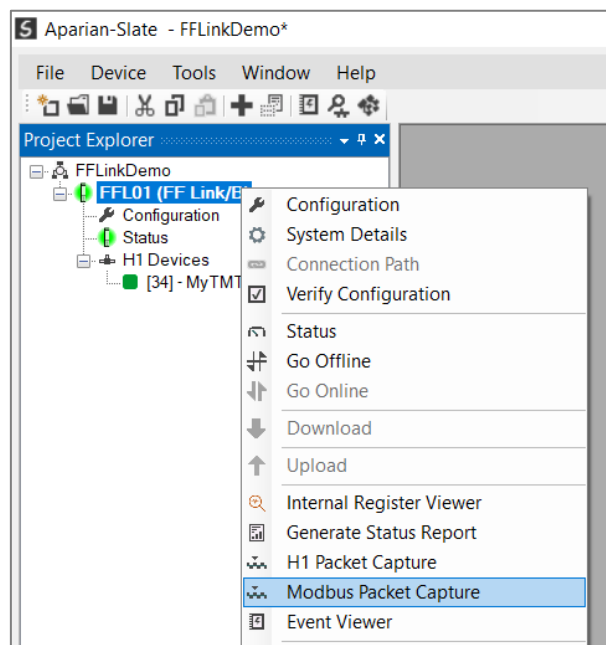 S Aparian-Slate - FFLinkDemo*
File Device Tools Window Help
Project Explorer
FFLinkDemo
FFL01 (FF Link/B
Configuration
Status
H1 Devices
[34] - MyTMT
Configuration
System Details
Connection Path
Verify Configuration
Status
Go Offline
Go Online
Download
Upload
Internal Register Viewer
Generate Status Report
H1 Packet Capture
Modbus Packet Capture
Event Viewer